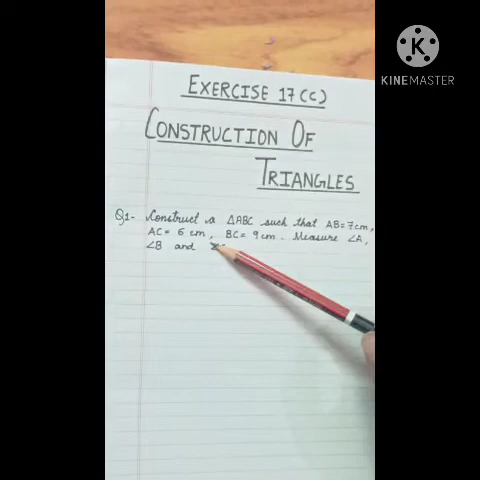 KINEMASTER
EXERCISE 17(C)
CONSTRUCTION OF
TRIANGLES
Q1- Construct a △ABC such that AB=7cm,
AC= 6 cm, BC= 9 cm. Measure ∠A,
∠B and